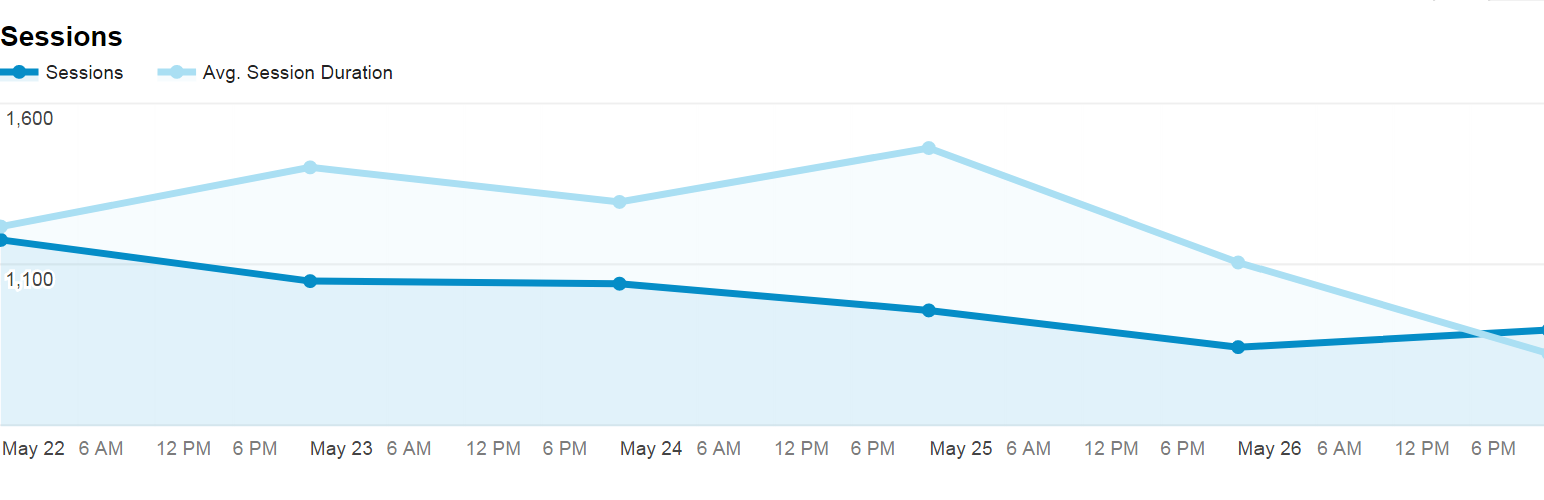 Sessions
Sessions Avg. Session Duration
1,600
1,100
May 22 6 AM 12 PM 6 PM May 23 6 AM 12 PM 6 PM May 24 6 AM 12 PM 6 PM May 25 6 AM 12 PM 6 PM May 26 6 AM 12 PM 6 PM